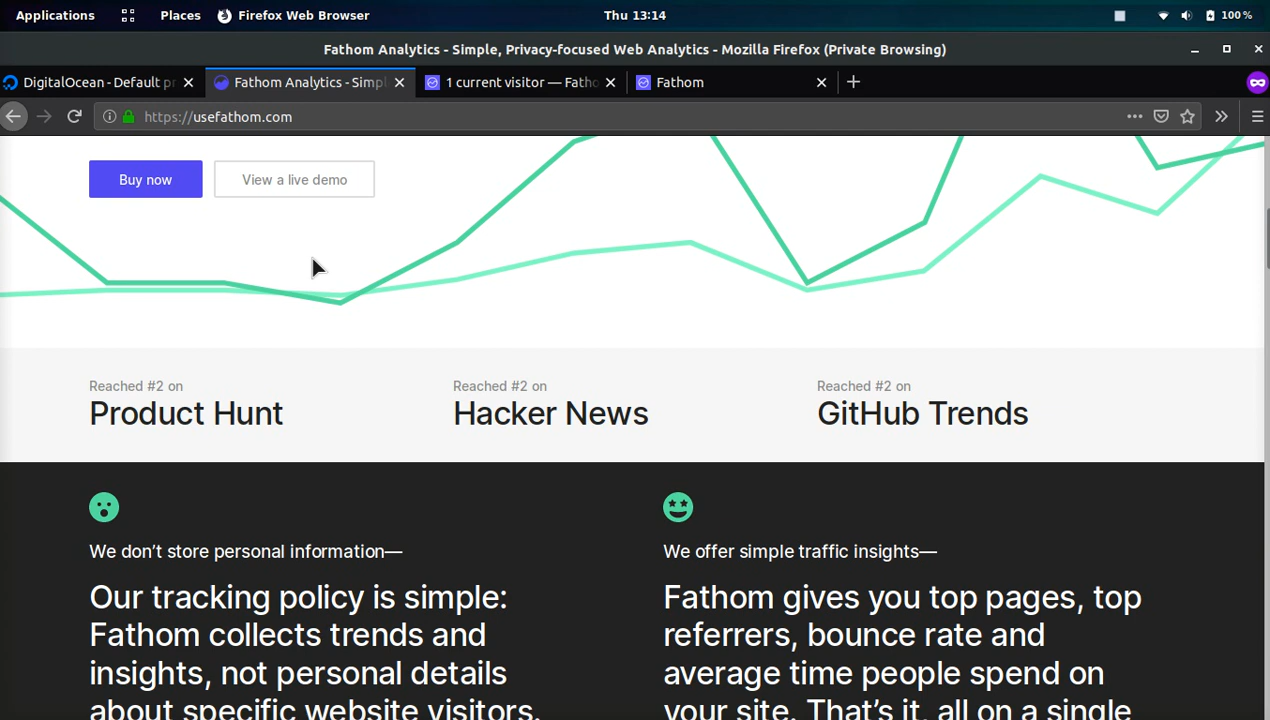 Applications Places Firefox Web Browser Thu 13:14 100 %
Fathom Analytics - Simple, Privacy-focused Web Analytics - Mozilla Firefox (Private Browsing)
DigitalOcean - Default pr Fathom Analytics - Simpl 1 current visitor — Fatho Fathom
https://usefathom.com
Buy now View a live demo
Reached #2 on Reached #2 on Reached #2 on
Product Hunt Hacker News GitHub Trends
We don’t store personal information— We offer simple traffic insights—
Our tracking policy is simple: Fathom gives you top pages, top
Fathom collects trends and referrers, bounce rate and
insights, not personal details average time people spend on
about specific website visitors. your site. That’s it, all on a single